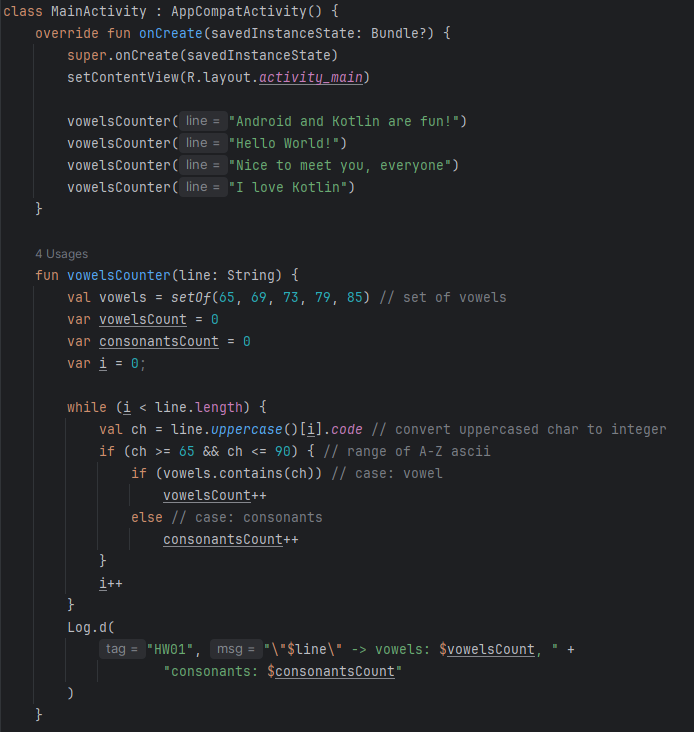 class MainActivity : AppCompatActivity() {
    override fun onCreate(savedInstanceState: Bundle?) {
        super.onCreate(savedInstanceState)
        setContentView(R.layout.activity_main)

        vowelsCounter( line = "Android and Kotlin are fun!")
        vowelsCounter( line = "Hello World!")
        vowelsCounter( line = "Nice to meet you, everyone")
        vowelsCounter( line = "I love Kotlin")
    }

    4 Usages
    fun vowelsCounter(line: String) {
        val vowels = setOf(65, 69, 73, 79, 85) // set of vowels
        var vowelsCount = 0
        var consonantsCount = 0
        var i = 0;

        while (i < line.length) {
            val ch = line.uppercase()[i].code // convert uppercased char to integer
            if (ch >= 65 && ch <= 90) { // range of A-Z ascii
                if (vowels.contains(ch)) // case: vowel
                    vowelsCount++
                else // case: consonants
                    consonantsCount++
            }
            i++
        }
        Log.d(
            tag = "HW01", msg = "\"$line\" -> vowels: $vowelsCount, " +
                    "consonants: $consonantsCount"
        )
    }